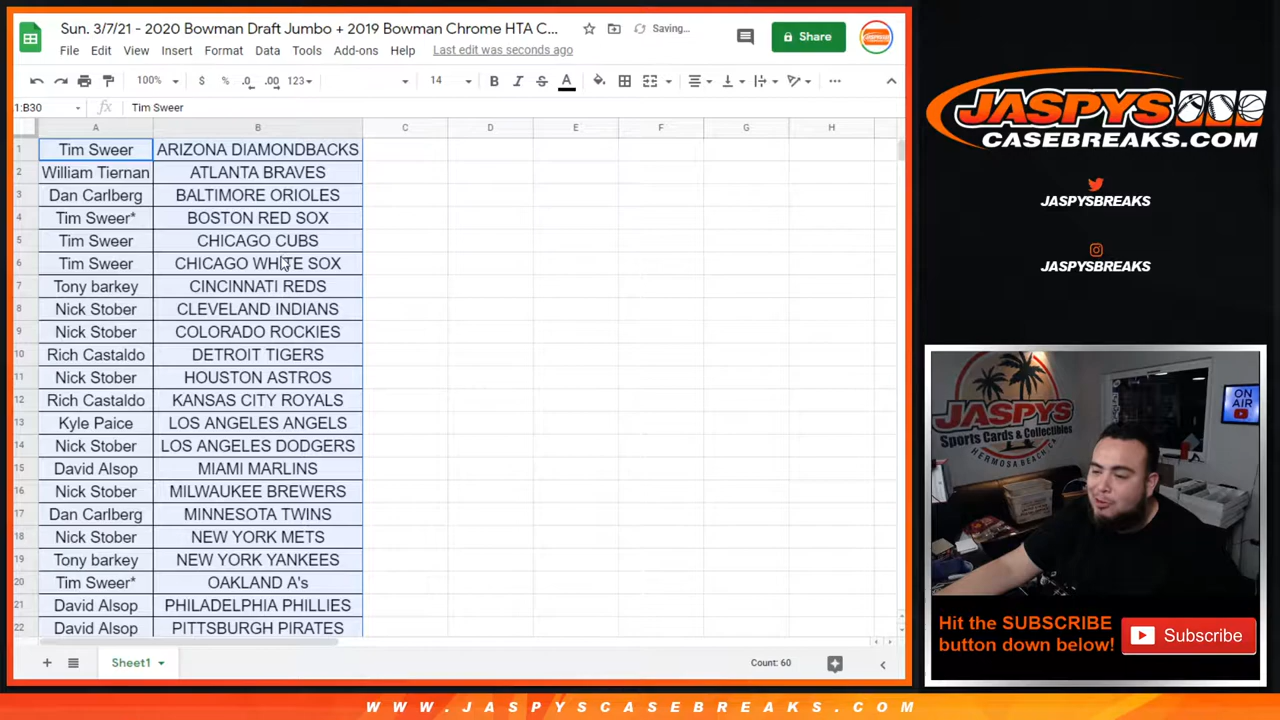 Sun. 3/7/21 - 2020 Bowman Draft Jumbo + 2019 Bowman Chrome HTA C...
Saving...
Share
File Edit View Insert Format Data Tools Add-ons Help Last edit was seconds ago
100% $ % .0 .00 123 14 B I S A
1:B30 fx Tim Sweer
A B C D E F G H
1 Tim Sweer ARIZONA DIAMONDBACKS
2 William Tiernan ATLANTA BRAVES
3 Dan Carlberg BALTIMORE ORIOLES
4 Tim Sweer* BOSTON RED SOX
5 Tim Sweer CHICAGO CUBS
6 Tim Sweer CHICAGO WHITE SOX
7 Tony barkey CINCINNATI REDS
8 Nick Stober CLEVELAND INDIANS
9 Nick Stober COLORADO ROCKIES
10 Rich Castaldo DETROIT TIGERS
11 Nick Stober HOUSTON ASTROS
12 Rich Castaldo KANSAS CITY ROYALS
13 Kyle Paice LOS ANGELES ANGELS
14 Nick Stober LOS ANGELES DODGERS
15 David Alsop MIAMI MARLINS
16 Nick Stober MILWAUKEE BREWERS
17 Dan Carlberg MINNESOTA TWINS
18 Nick Stober NEW YORK METS
19 Tony barkey NEW YORK YANKEES
20 Tim Sweer* OAKLAND A's
21 David Alsop PHILADELPHIA PHILLIES
22 David Alsop PITTSBURGH PIRATES
Sheet1 Count: 60
JASPYS
CASEBREAKS.COM
JASPYSBREAKS
JASPYSBREAKS
JASPYS
Sports Cards & Collectibles
HERMOSA BEACH, CA
ON
AIR
Hit the SUBSCRIBE
button down below!
Subscribe
WWW.JASPYSCASEBREAKS.COM